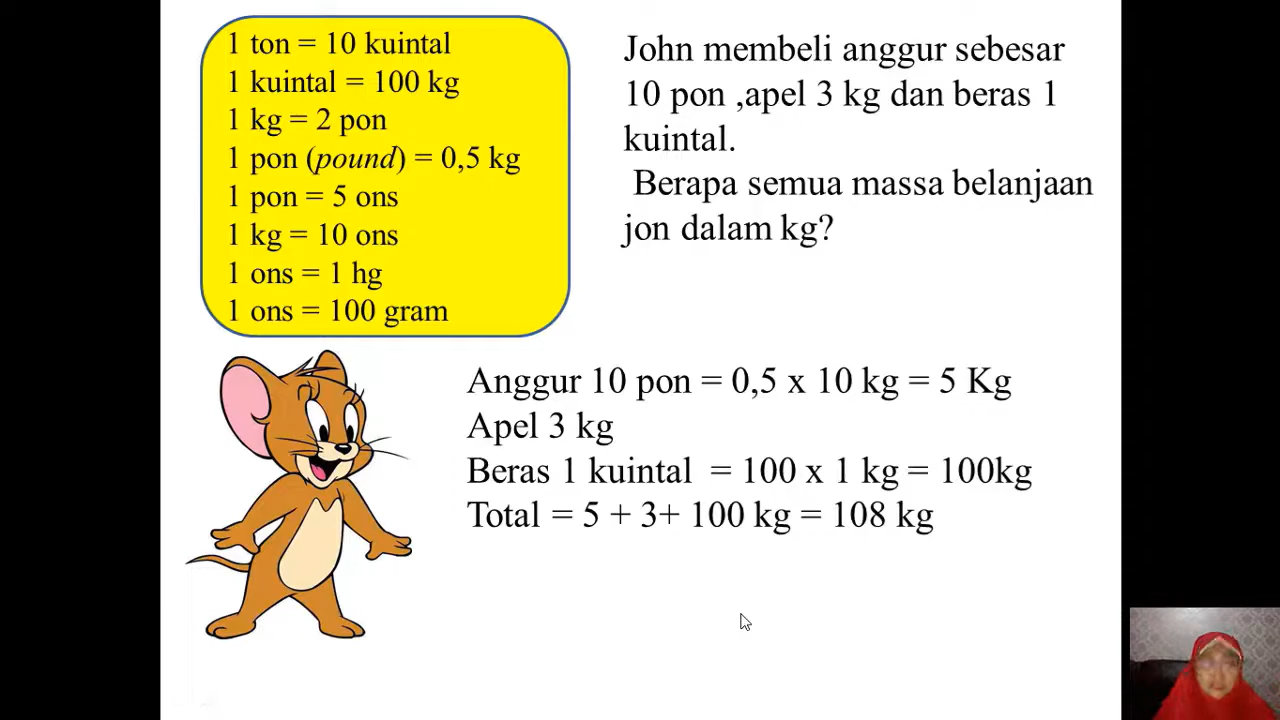 1 ton = 10 kuintal
1 kuintal = 100 kg
1 kg = 2 pon
1 pon (pound) = 0,5 kg
1 pon = 5 ons
1 kg = 10 ons
1 ons = 1 hg
1 ons = 100 gram
John membeli anggur sebesar
10 pon ,apel 3 kg dan beras 1
kuintal.
Berapa semua massa belanjaan
jon dalam kg?
Anggur 10 pon = 0,5 x 10 kg = 5 Kg
Apel 3 kg
Beras 1 kuintal  = 100 x 1 kg = 100kg
Total = 5 + 3+ 100 kg = 108 kg